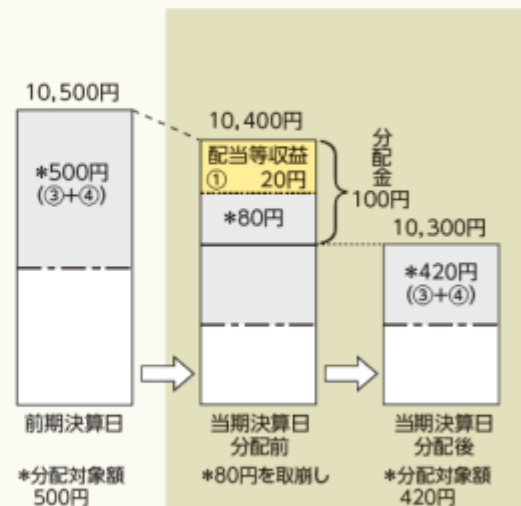 10,500円
*500円
(③+④)
前期決算日
*分配対象額
500円
10,400円
配当等収益
① 20円
*80円
分配金
100円
当期決算日
分配前
*80円を取崩し
10,300円
*420円
(③+④)
当期決算日
分配後
*分配対象額
420円